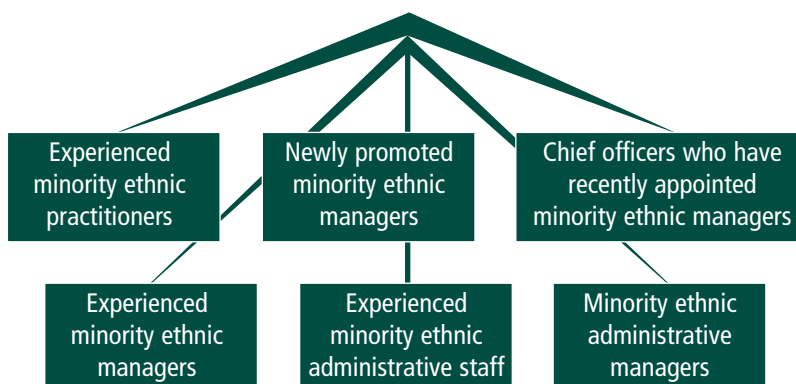 Experienced
minority ethnic
practitioners
Newly promoted
minority ethnic
managers
Chief officers who have
recently appointed
minority ethnic managers
Experienced
minority ethnic
managers
Experienced
minority ethnic
administrative staff
Minority ethnic
administrative
managers